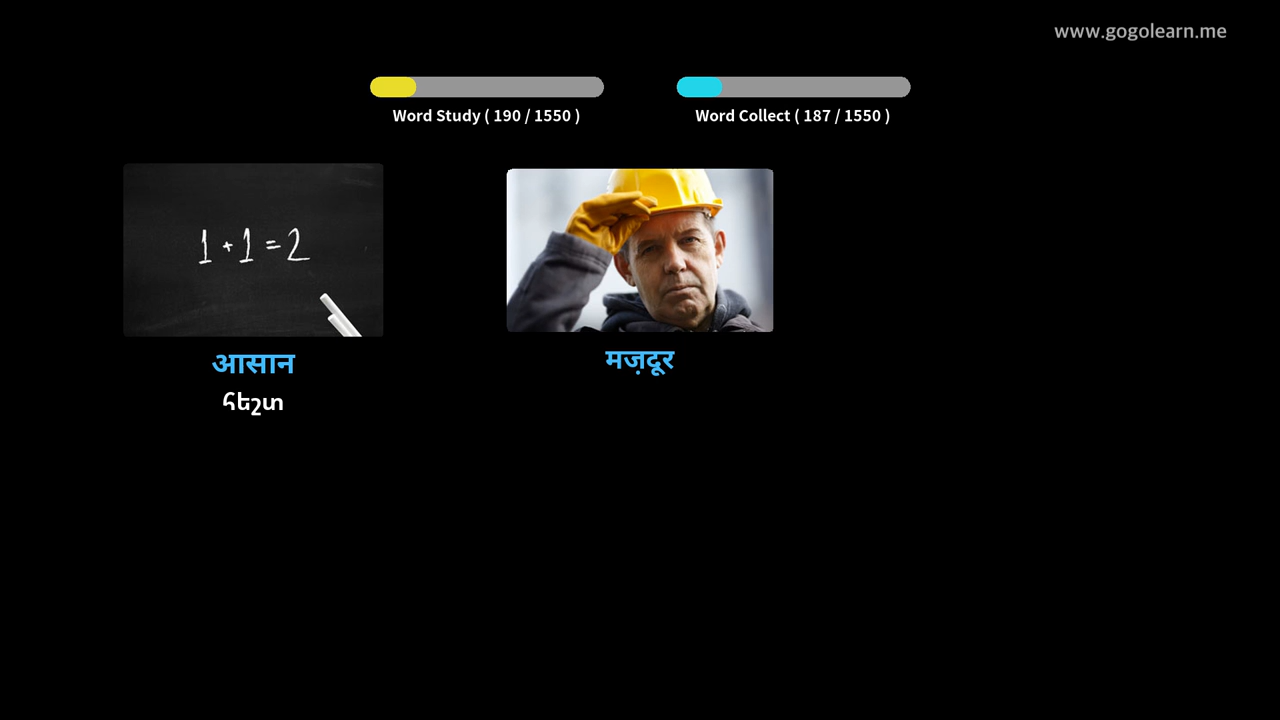 www.gogolearn.me
Word Study ( 190 / 1550 )
Word Collect ( 187 / 1550 )
1 + 1 = 2
आसान
հեշտ
मज़दूर